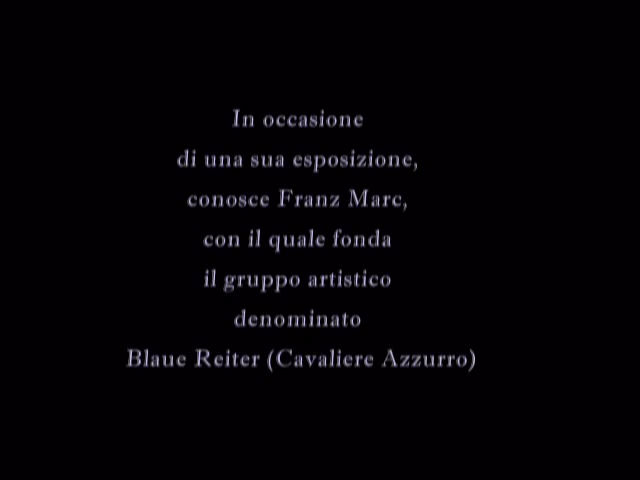 In occasione
di una sua esposizione,
conosce Franz Marc,
con il quale fonda
il gruppo artistico
denominato
Blaue Reiter (Cavaliere Azzurro)